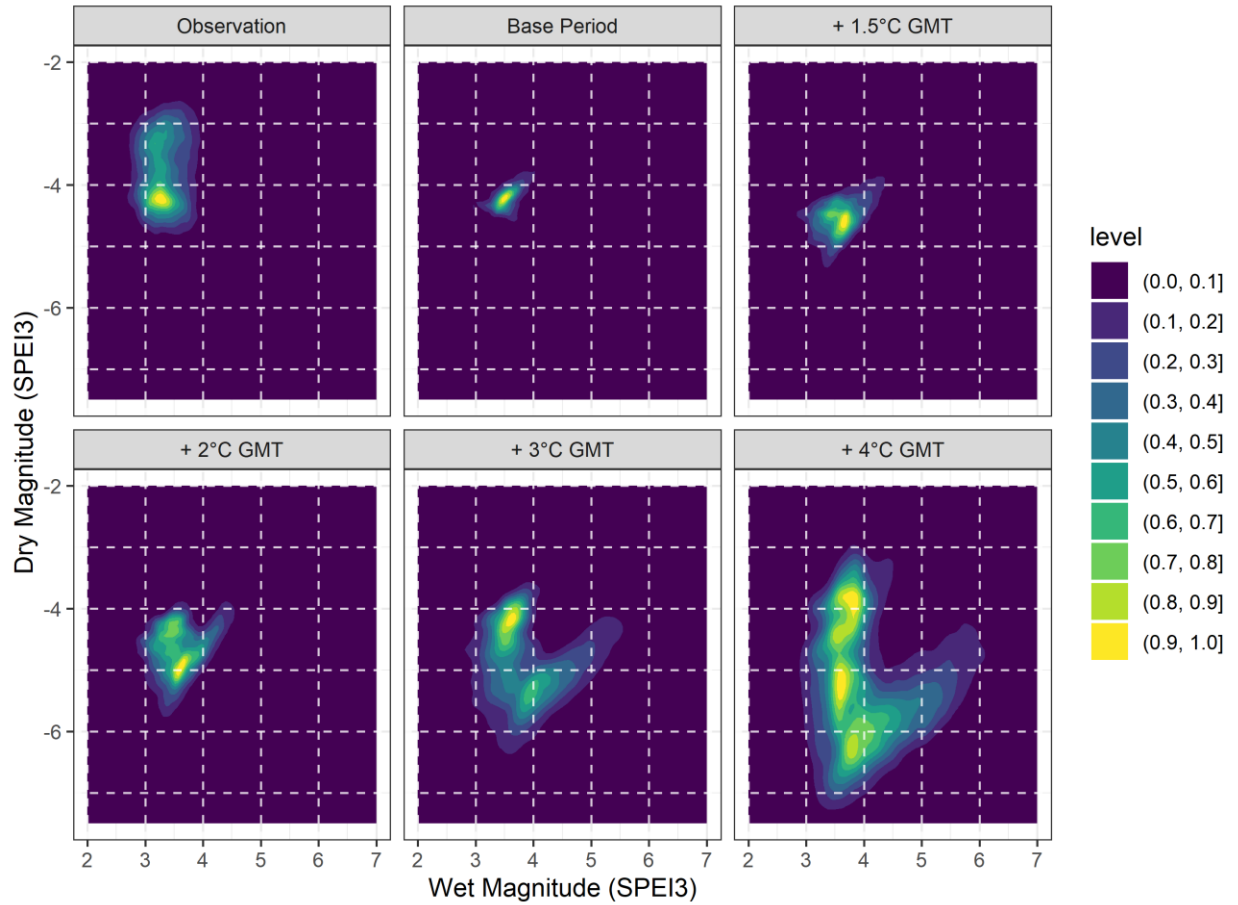 Observation
Base Period
+ 1.5°C GMT
-2
-4
-6
+ 2°C GMT
+ 3°C GMT
+ 4°C GMT
-2
-4
-6
2 3 4 5 6 7
2 3 4 5 6 7
2 3 4 5 6 7
Dry Magnitude (SPEI3)
Wet Magnitude (SPEI3)
level
(0.0, 0.1]
(0.1, 0.2]
(0.2, 0.3]
(0.3, 0.4]
(0.4, 0.5]
(0.5, 0.6]
(0.6, 0.7]
(0.7, 0.8]
(0.8, 0.9]
(0.9, 1.0]